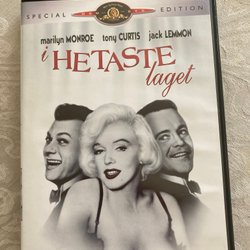 SPECIAL EDITION
marilyn MONROE tony CURTIS jack LEMMON
i HETASTE
laget